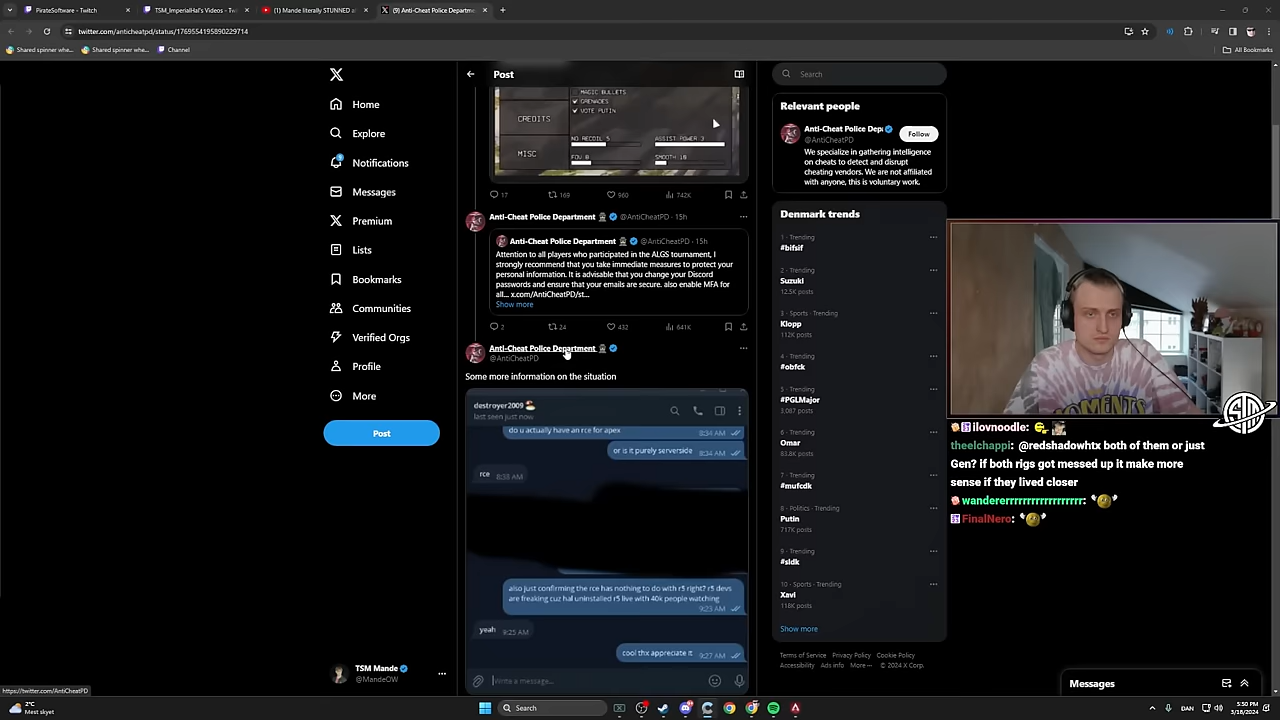 PirateSoftware - Twitch
TSM_ImperialHal's Videos - Twi
(1) Mande literally STUNNED a
(9) Anti-Cheat Police Departm
twitter.com/anticheatpd/status/1769554195890229714
Shared spinner whe...
Shared spinner whe...
Channel
All Bookmarks
Home
Explore
Notifications
Messages
Premium
Lists
Bookmarks
Communities
Verified Orgs
Profile
More
Post
TSM Mande
@MandeOW
https://twitter.com/AntiCheatPD
Post
MAGIC BULLETS
GRENADES
VOTE PUTIN
CREDITS
NO RECOIL 5
ASSIST POWER 3
MISC
FOV 8
SMOOTH 10
17
169
960
742K
Anti-Cheat Police Department @AntiCheatPD · 15h
Anti-Cheat Police Department @AntiCheatPD · 15h
Attention to all players who participated in the ALGS tournament, I
strongly recommend that you take immediate measures to protect your
personal information. It is advisable that you change your Discord
passwords and ensure that your emails are secure. also enable MFA for
all... x.com/AntiCheatPD/st...
Show more
2
24
432
641K
Anti-Cheat Police Department
@AntiCheatPD
Some more information on the situation
destroyer2009
last seen just now
do u actually have an rce for apex
8:34 AM
or is it purely serverside 8:34 AM
rce 8:38 AM
also just confirming the rce has nothing to do with r5 right? r5 devs
are freaking cuz hal uninstalled r5 live with 40k people watching
9:23 AM
yeah 9:25 AM
cool thx appreciate it 9:27 AM
Write a message...
Search
Relevant people
Anti-Cheat Police Dep
@AntiCheatPD
Follow
We specialize in gathering intelligence
on cheats to detect and disrupt
cheating vendors. We are not affiliated
with anyone, this is voluntary work.
Denmark trends
1 · Trending
#bifsif
2 · Trending
Suzuki
12.5K posts
3 · Sports · Trending
Klopp
112K posts
4 · Trending
#obfck
5 · Trending
#PGLMajor
3,067 posts
6 · Trending
Omar
83.8K posts
7 · Trending
#mufcdk
8 · Politics · Trending
Putin
717K posts
9 · Trending
#sldk
10 · Sports · Trending
Xavi
118K posts
Show more
Terms of Service Privacy Policy Cookie Policy
Accessibility Ads info More··· © 2024 X Corp.
MOMENTS
ilovnoodle:
theelchappi: @redshadowhtx both of them or just
Gen? if both rigs got messed up it make more
sense if they lived closer
wandererrrrrrrrrrrrrrrrr:
FinalNero:
Messages
2°C
Mest skyet
Search
DAN
5:50 PM
3/18/2024